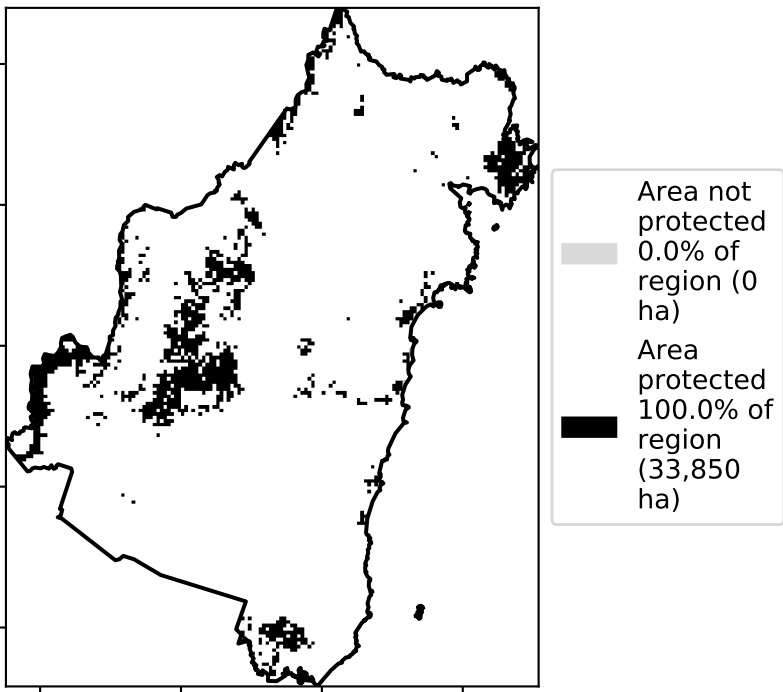 Area not
protected
0.0% of
region (0
ha)
Area
protected
100.0% of
region
(33,850
ha)